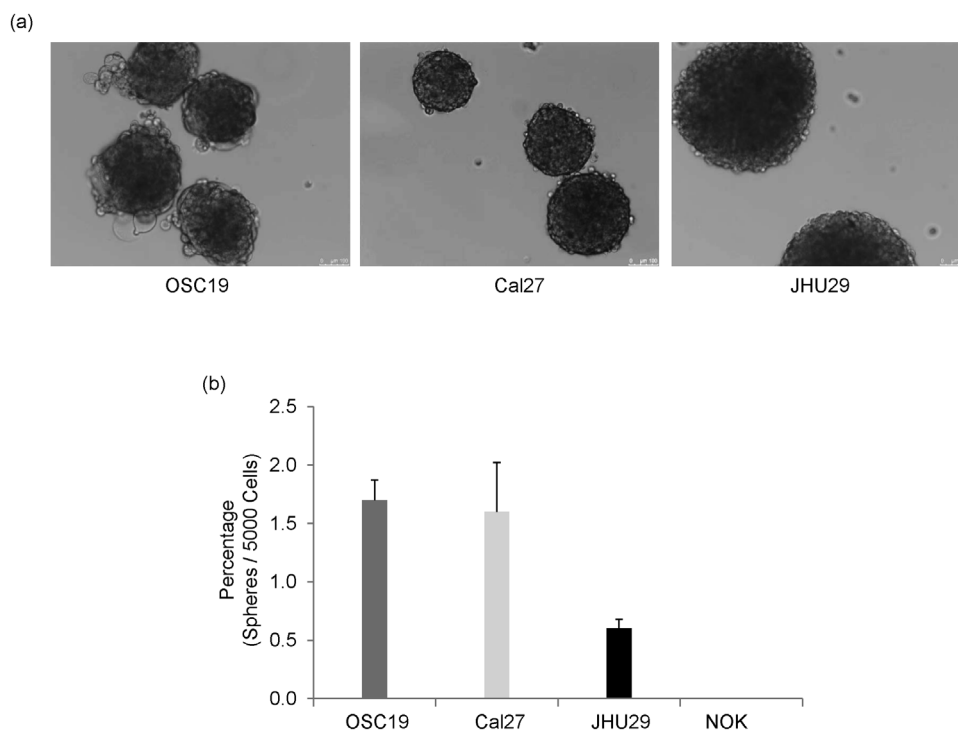 (a)
OSC19
Cal27
JHU29
(b)
Percentage
(Spheres / 5000 Cells)
2.5
2.0
1.5
1.0
0.5
0.0
OSC19
Cal27
JHU29
NOK